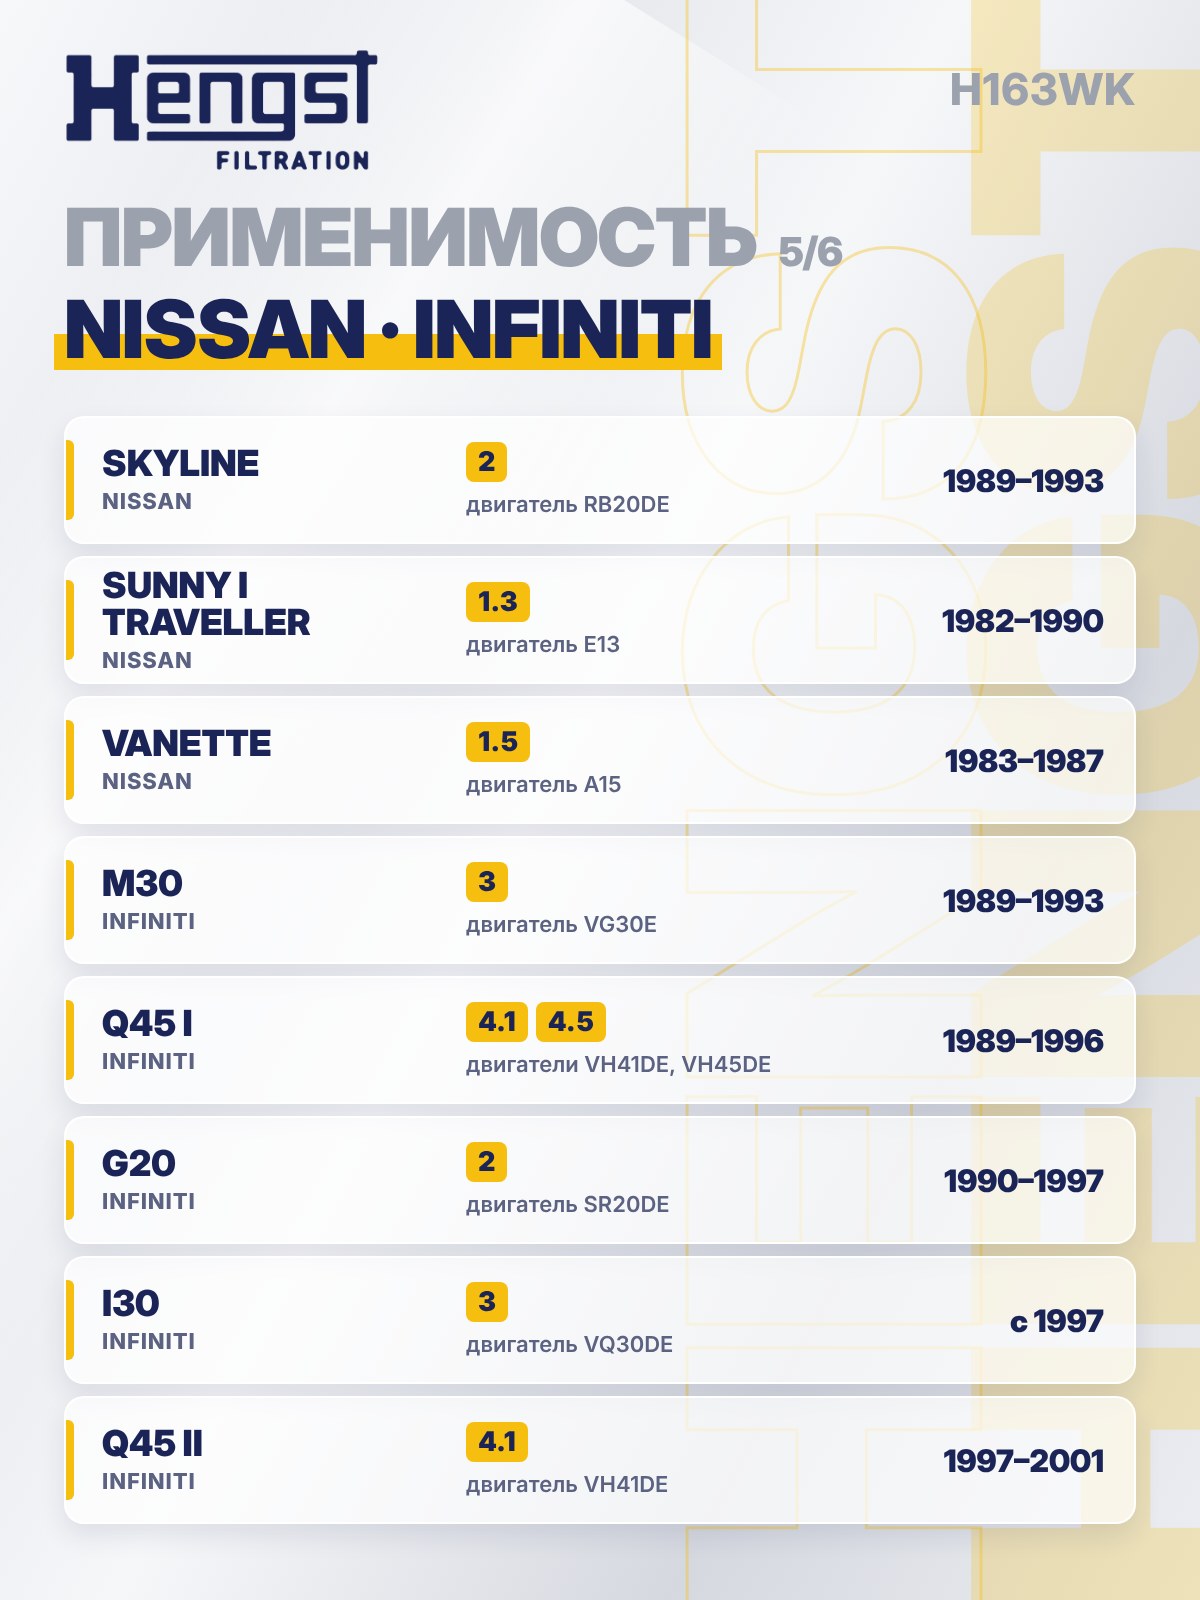 Hengst
FILTRATION
H163WK
ПРИМЕНИМОСТЬ 5/6
NISSAN · INFINITI
SKYLINE
NISSAN
2
двигатель RB20DE
1989–1993
SUNNY I
TRAVELLER
NISSAN
1.3
двигатель E13
1982–1990
VANETTE
NISSAN
1.5
двигатель A15
1983–1987
M30
INFINITI
3
двигатель VG30E
1989–1993
Q45 I
INFINITI
4.1 4.5
двигатели VH41DE, VH45DE
1989–1996
G20
INFINITI
2
двигатель SR20DE
1990–1997
I30
INFINITI
3
двигатель VQ30DE
с 1997
Q45 II
INFINITI
4.1
двигатель VH41DE
1997–2001
HENGST
HENGST